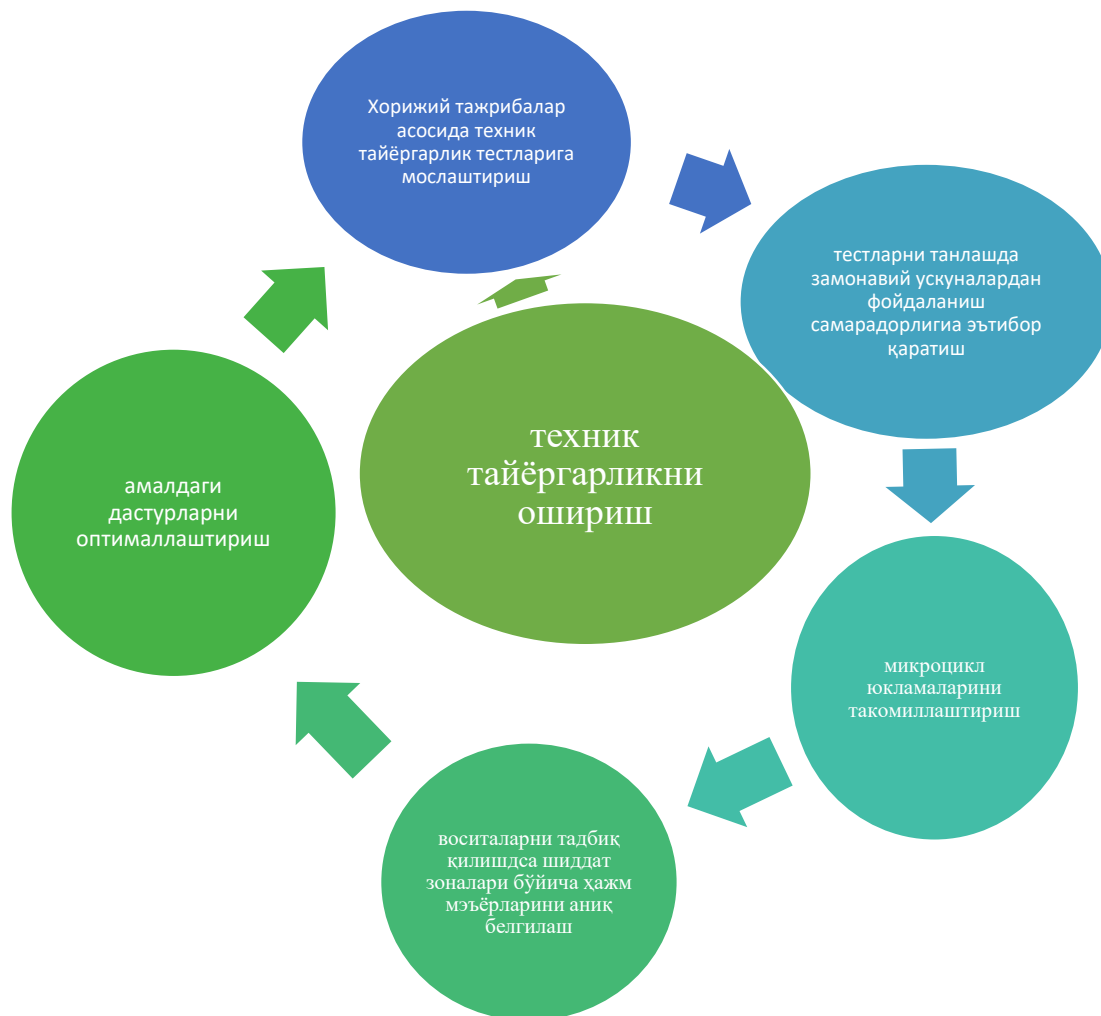 Хорижий тажрибалар
асосида техник
тайёргарлик тестларига
мослаштириш
тестларни танлашда
замонавий ускуналардан
фойдаланиш
самарадорлигиа эътибор
қаратиш
техник
тайёргарликни
ошириш
амалдаги
дастурларни
оптималлаштириш
микроцикл
юкламаларини
такомиллаштириш
воситаларни тадбиқ
қилишдса шиддат
зоналари бўйича ҳажм
мэъёрларини аниқ
белгилаш